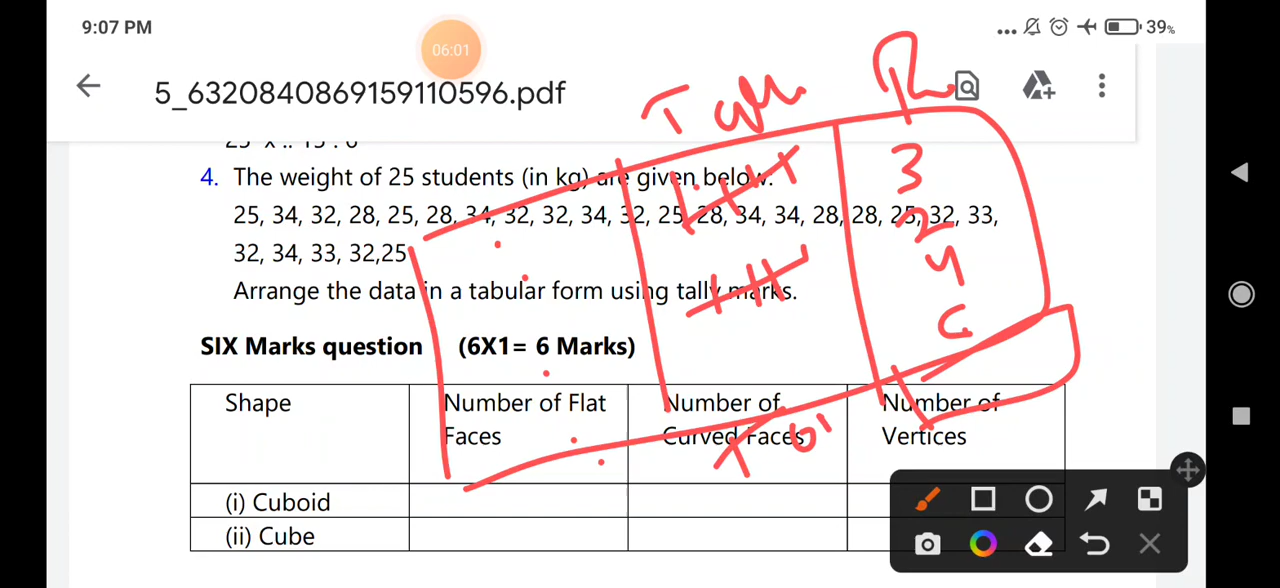 9:07 PM
06:01
39%
5_6320840869159110596.pdf
T
4. The weight of 25 students (in kg) are given below:
25, 34, 32, 28, 25, 28, 34, 32, 32, 34, 32, 25, 28, 34, 34, 28, 28, 25, 32, 33,
32, 34, 33, 32,25
3
2
4
Arrange the data in a tabular form using tally marks.
SIX Marks question (6X1= 6 Marks)
Shape
Number of Flat
Faces
Number of
Curved Faces
Number of
Vertices
(i) Cuboid
(ii) Cube